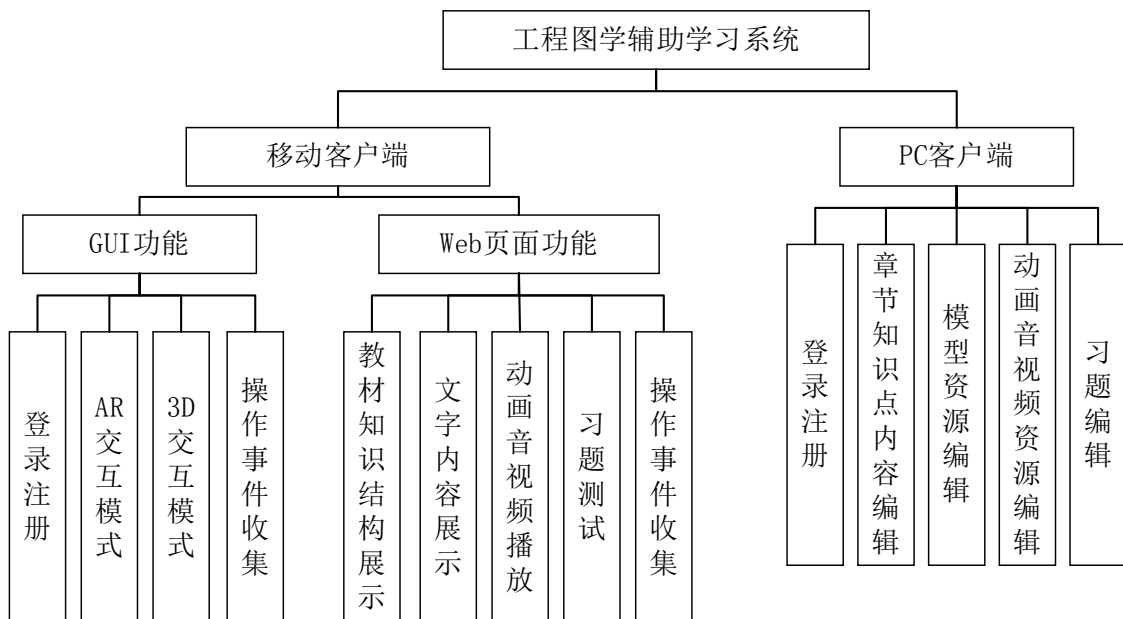 工程图学辅助学习系统
移动客户端
PC客户端
GUI功能
Web页面功能
登录注册
AR交互模式
3D交互模式
操作事件收集
教材知识结构展示
文字内容展示
动画音视频播放
习题测试
操作事件收集
登录注册
章节知识点内容编辑
模型资源编辑
动画音视频资源编辑
习题编辑